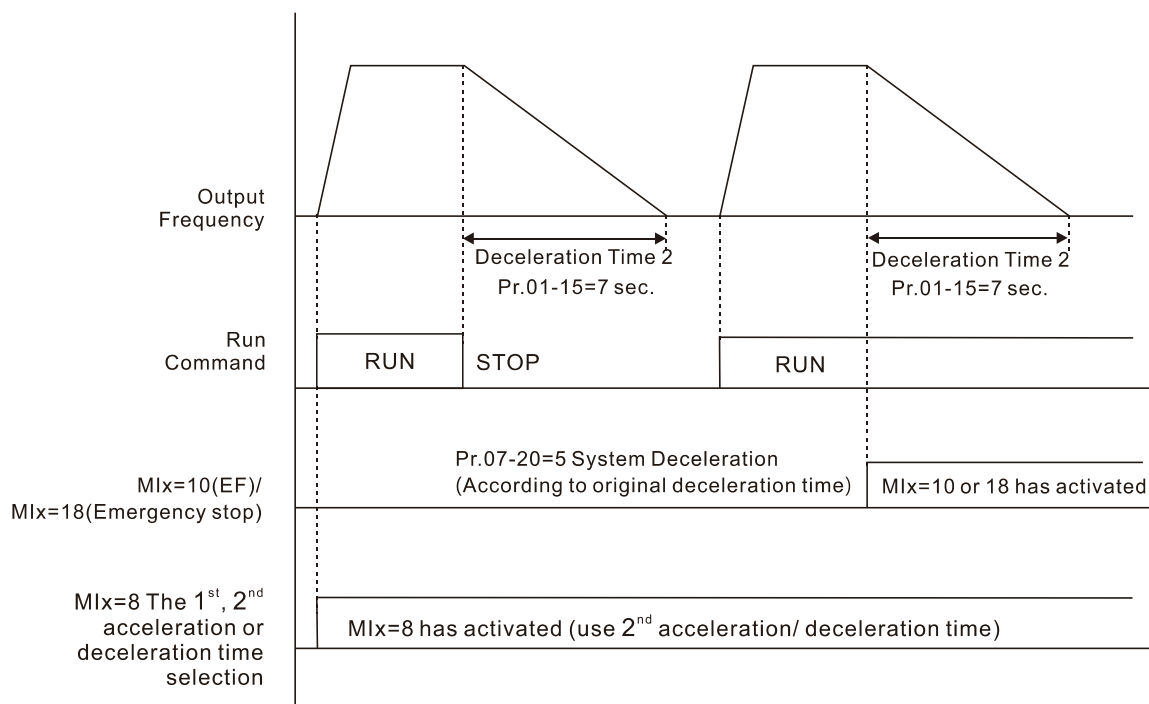 Output
Frequency
Deceleration Time 2
Pr.01-15=7 sec.
Deceleration Time 2
Pr.01-15=7 sec.
Run
Command
RUN
STOP
RUN
Pr.07-20=5 System Deceleration
(According to original deceleration time)
MIx=10(EF)/
MIx=18(Emergency stop)
MIx=10 or 18 has activated
MIx=8 The 1st, 2nd
acceleration or
deceleration time
selection
MIx=8 has activated (use 2nd acceleration/ deceleration time)